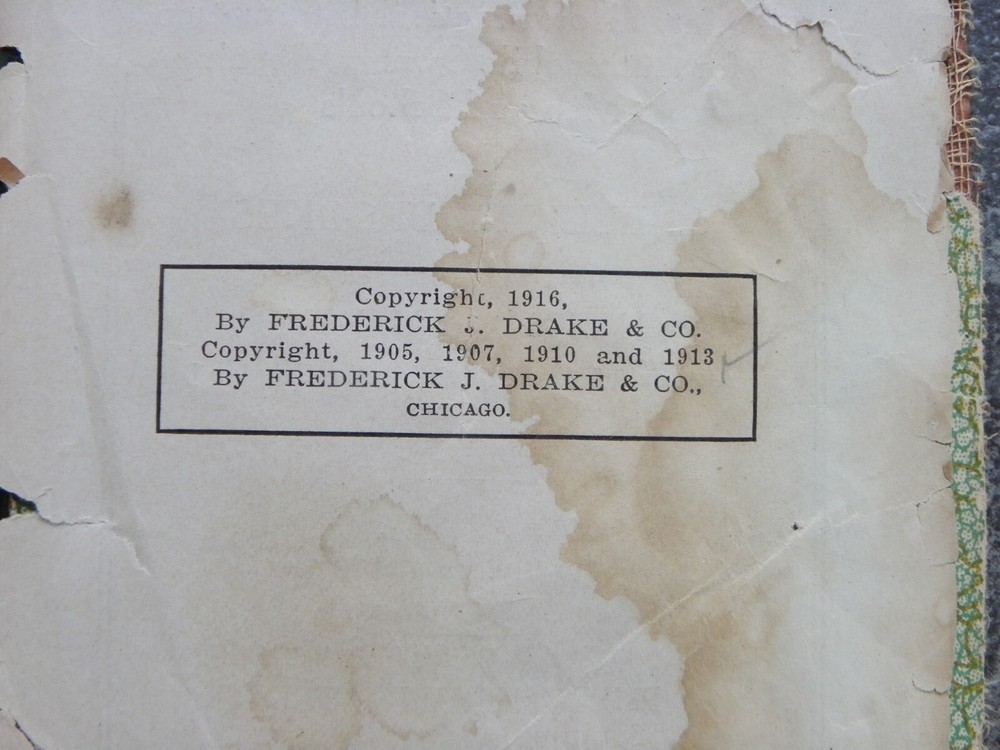 Copyright, 1916,
By FREDERICK J. DRAKE & CO.
Copyright, 1905, 1907, 1910 and 1913
By FREDERICK J. DRAKE & CO.,
CHICAGO.